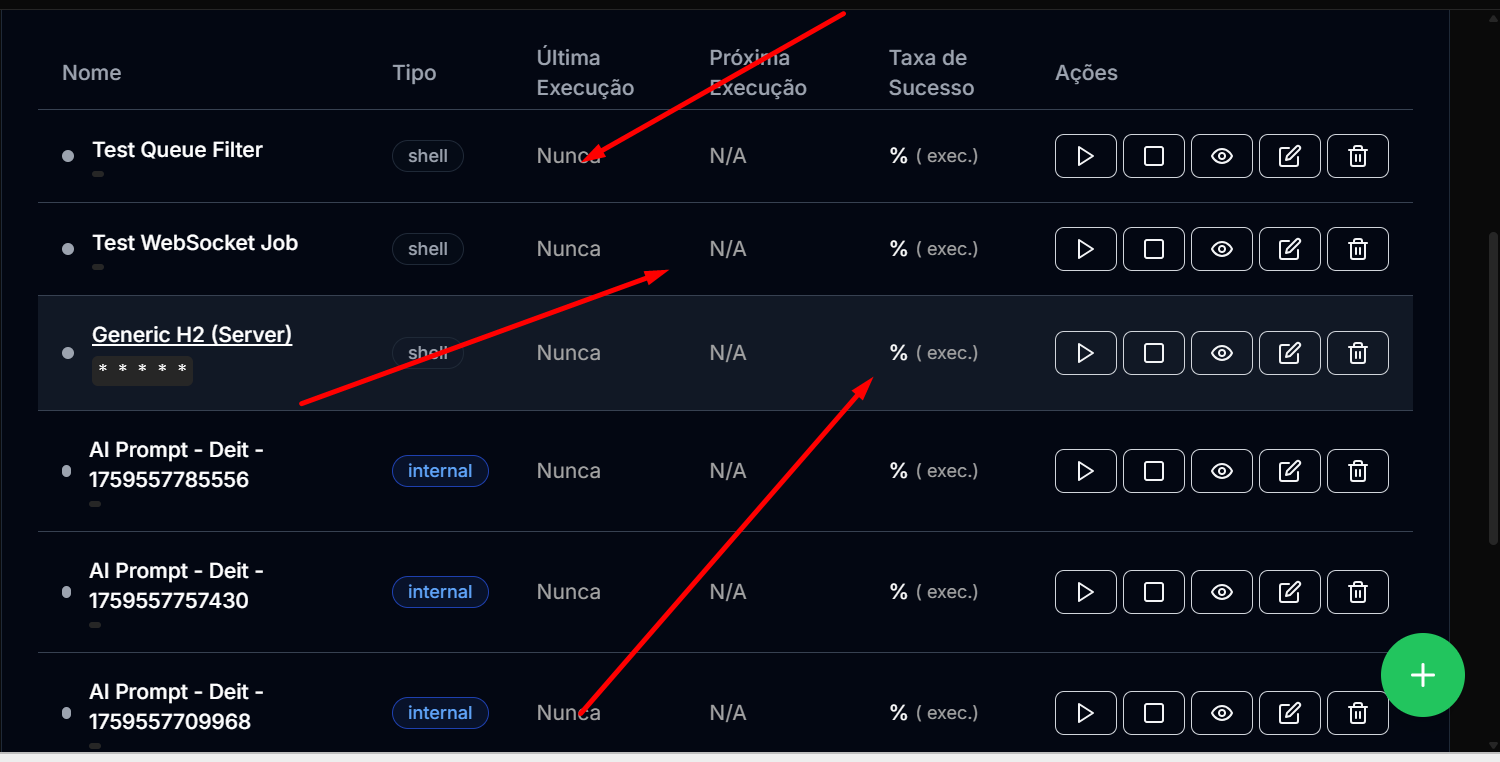 Nome Tipo Última Execução Próxima Execução Taxa de Sucesso Ações
Test Queue Filter shell Nunca N/A % ( exec.)
Test WebSocket Job shell Nunca N/A % ( exec.)
Generic H2 (Server) shell Nunca N/A % ( exec.)
* * * * *
AI Prompt - Deit -
1759557785556 internal Nunca N/A % ( exec.)
AI Prompt - Deit -
1759557757430 internal Nunca N/A % ( exec.)
AI Prompt - Deit -
1759557709968 internal Nunca N/A % ( exec.)